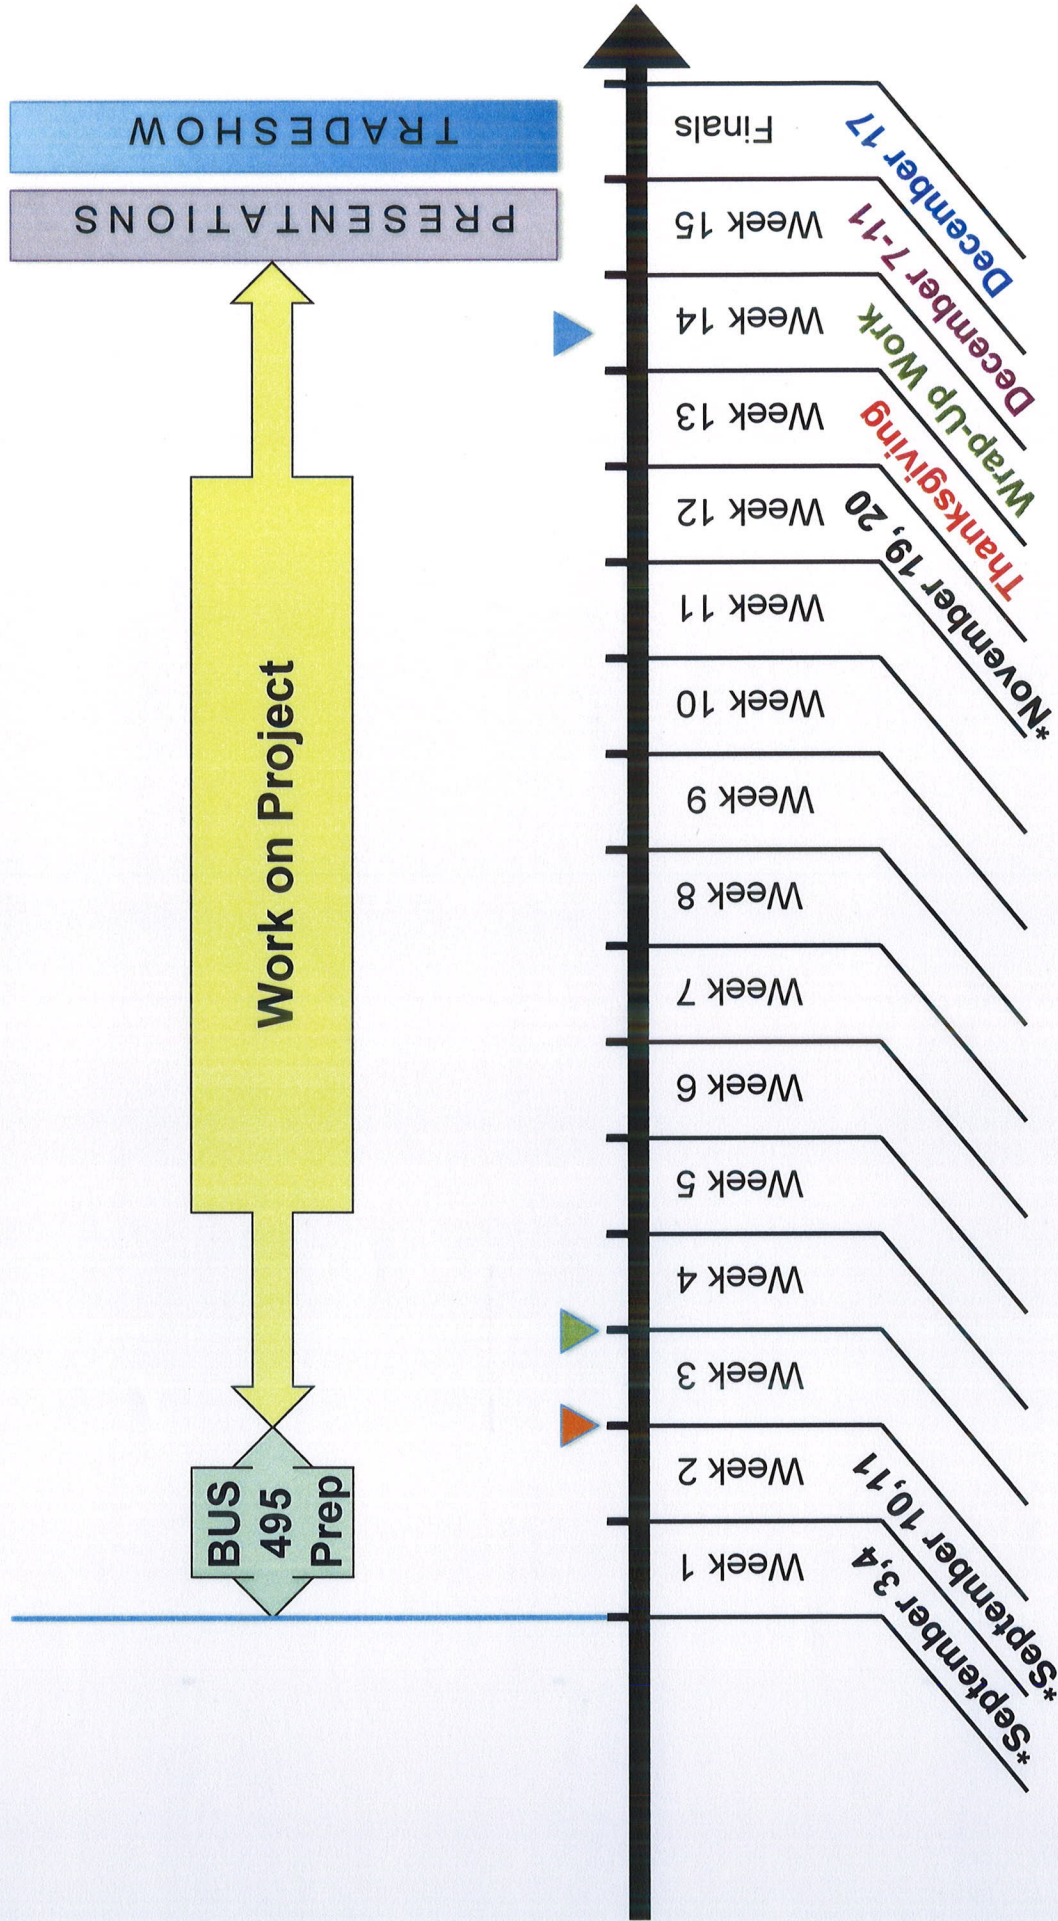 BUS
495
Prep
Work on Project
PRESENTATIONS
TRADESHOW
Week 1
Week 2
Week 3
Week 4
Week 5
Week 6
Week 7
Week 8
Week 9
Week 10
Week 11
Week 12
Week 13
Week 14
Week 15
Finals
*September 3,4
*September 10,11
*November 19, 20
Thanksgiving
Wrap-Up Work
December 7-11
December 17